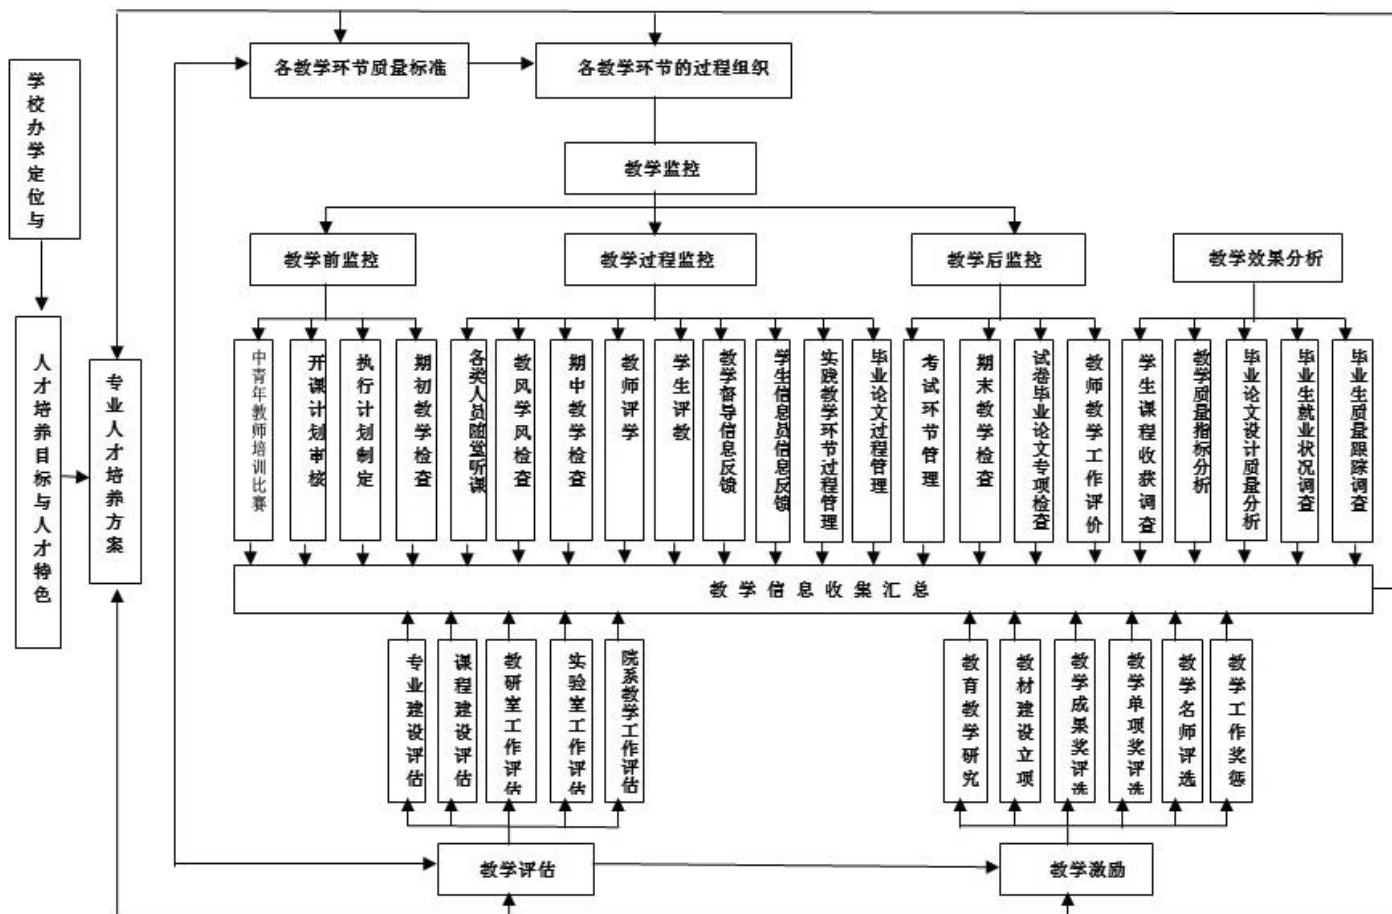 各教学环节质量标准
各教学环节的过程组织
学校办学定位与
教学监控
教学前监控
教学过程监控
教学后监控
教学效果分析
人才培养目标与人才特色
专业人才培养方案
中青年教师培训比赛
开课计划审核
执行计划制定
期初教学检查
各类人员随堂听课
教风学风检查
期中教学检查
教师评学
学生评教
教学督导信息反馈
学生信息员信息反馈
实践教学环节过程管理
毕业论文过程管理
考试环节管理
期末教学检查
试卷毕业论文专项检查
教师教学工作评价
学生课程收获调查
教学质量指标分析
毕业论文设计质量分析
毕业生就业状况调查
毕业生质量跟踪调查
教学信息收集汇总
专业建设评估
课程建设评估
教研室工作评估
实验室工作评估
院系教学工作评估
教育教学研究
教材建设立项
教学成果奖评选
教学单项奖评选
教学名师评选
教学工作奖惩
教学评估
教学激励